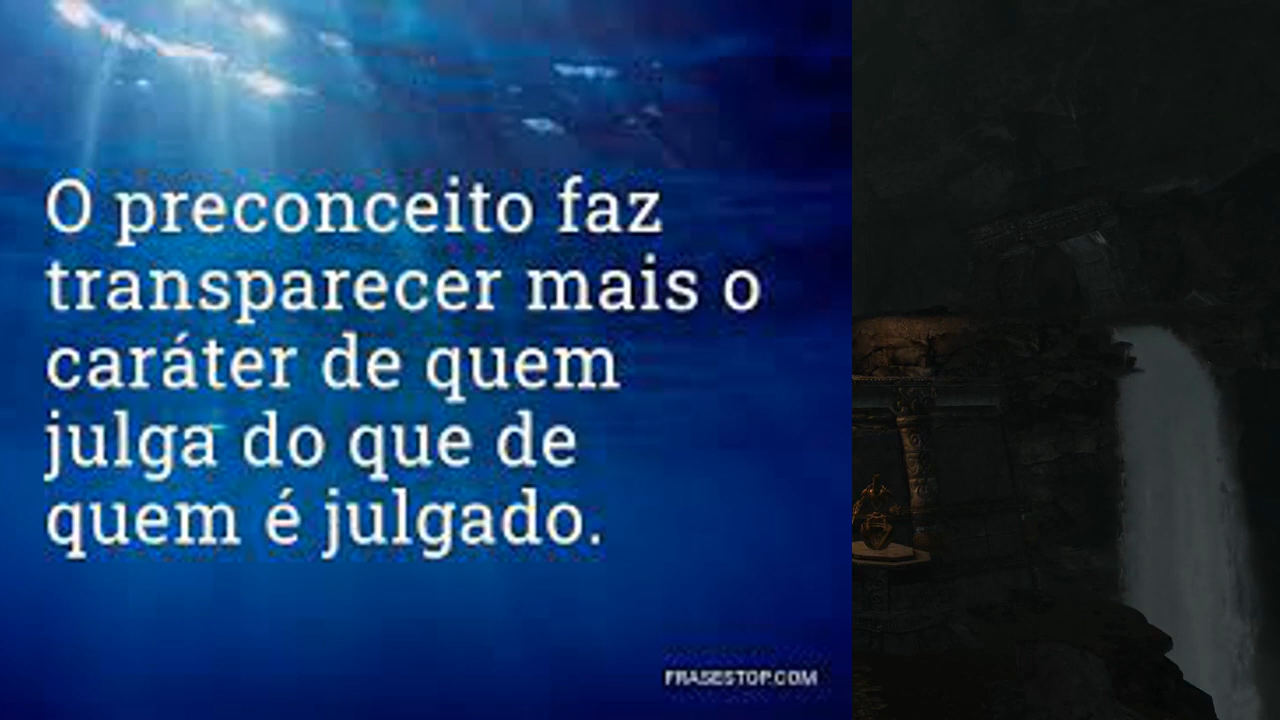 O preconceito faz
transparecer mais o
caráter de quem
julga do que de
quem é julgado.
FRASESTOP.COM